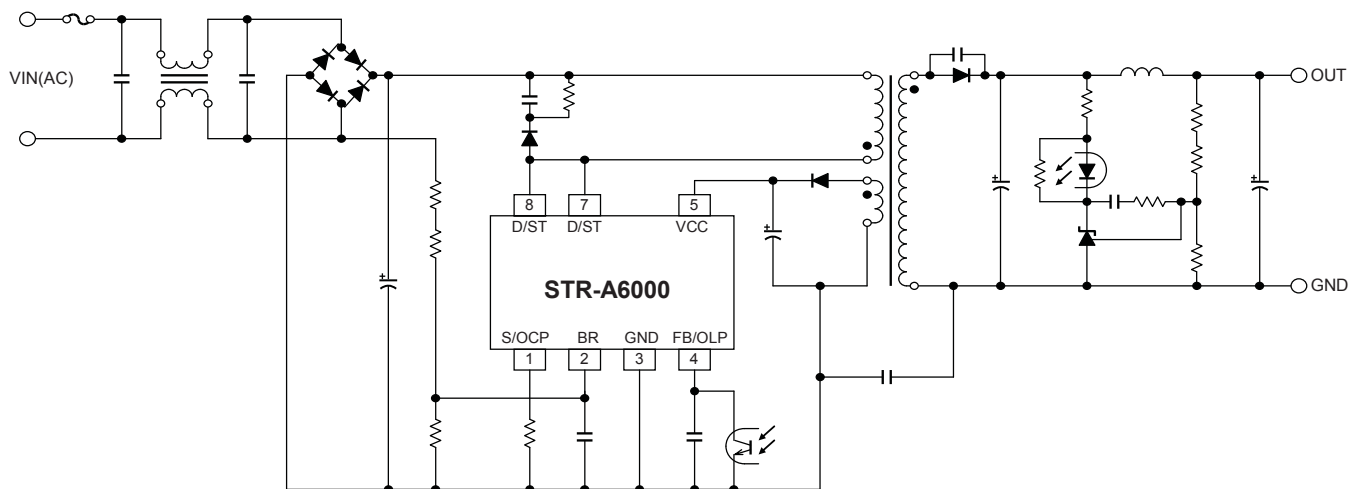 VIN(AC)
OUT
8 7 5
D/ST D/ST VCC
STR-A6000
GND
S/OCP BR GND FB/OLP
1 2 3 4